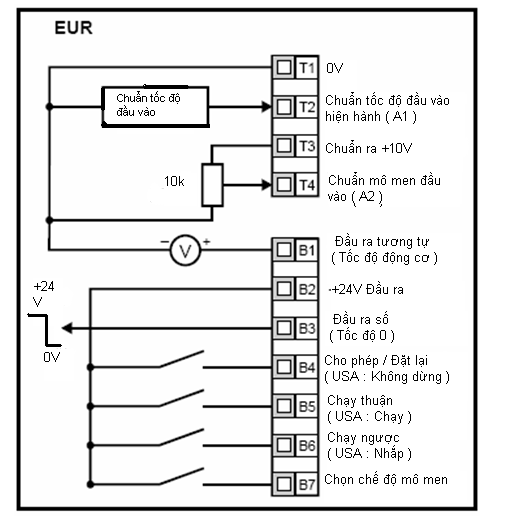 EUR
T1
0V
Chuẩn tốc độ
đầu vào
T2
Chuẩn tốc độ đầu vào
hiện hành ( A1 )
T3
Chuẩn ra +10V
10k
T4
Chuẩn mô men đầu
vào ( A2 )
− V +
B1
Đầu ra tương tự
( Tốc độ động cơ )
B2
-+24V Đầu ra
+24
V
0V
B3
Đầu ra số
( Tốc độ 0 )
B4
Cho phép / Đặt lại
( USA : Không dừng )
B5
Chạy thuận
( USA : Chạy )
B6
Chạy ngược
( USA : Nhắp )
B7
Chọn chế độ mô men